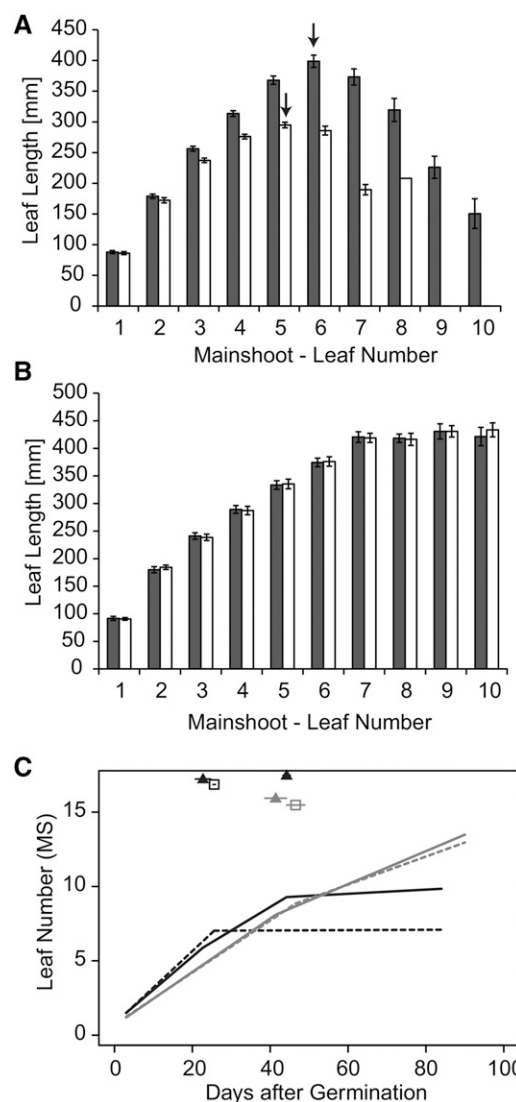 A
Leaf Length [mm]
450
400
350
300
250
200
150
100
50
0
1 2 3 4 5 6 7 8 9 10
Mainshoot - Leaf Number
B
Leaf Length [mm]
500
450
400
350
300
250
200
150
100
50
0
1 2 3 4 5 6 7 8 9 10
Mainshoot - Leaf Number
C
Leaf Number (MS)
15
10
5
0
0 20 40 60 80 100
Days after Germination